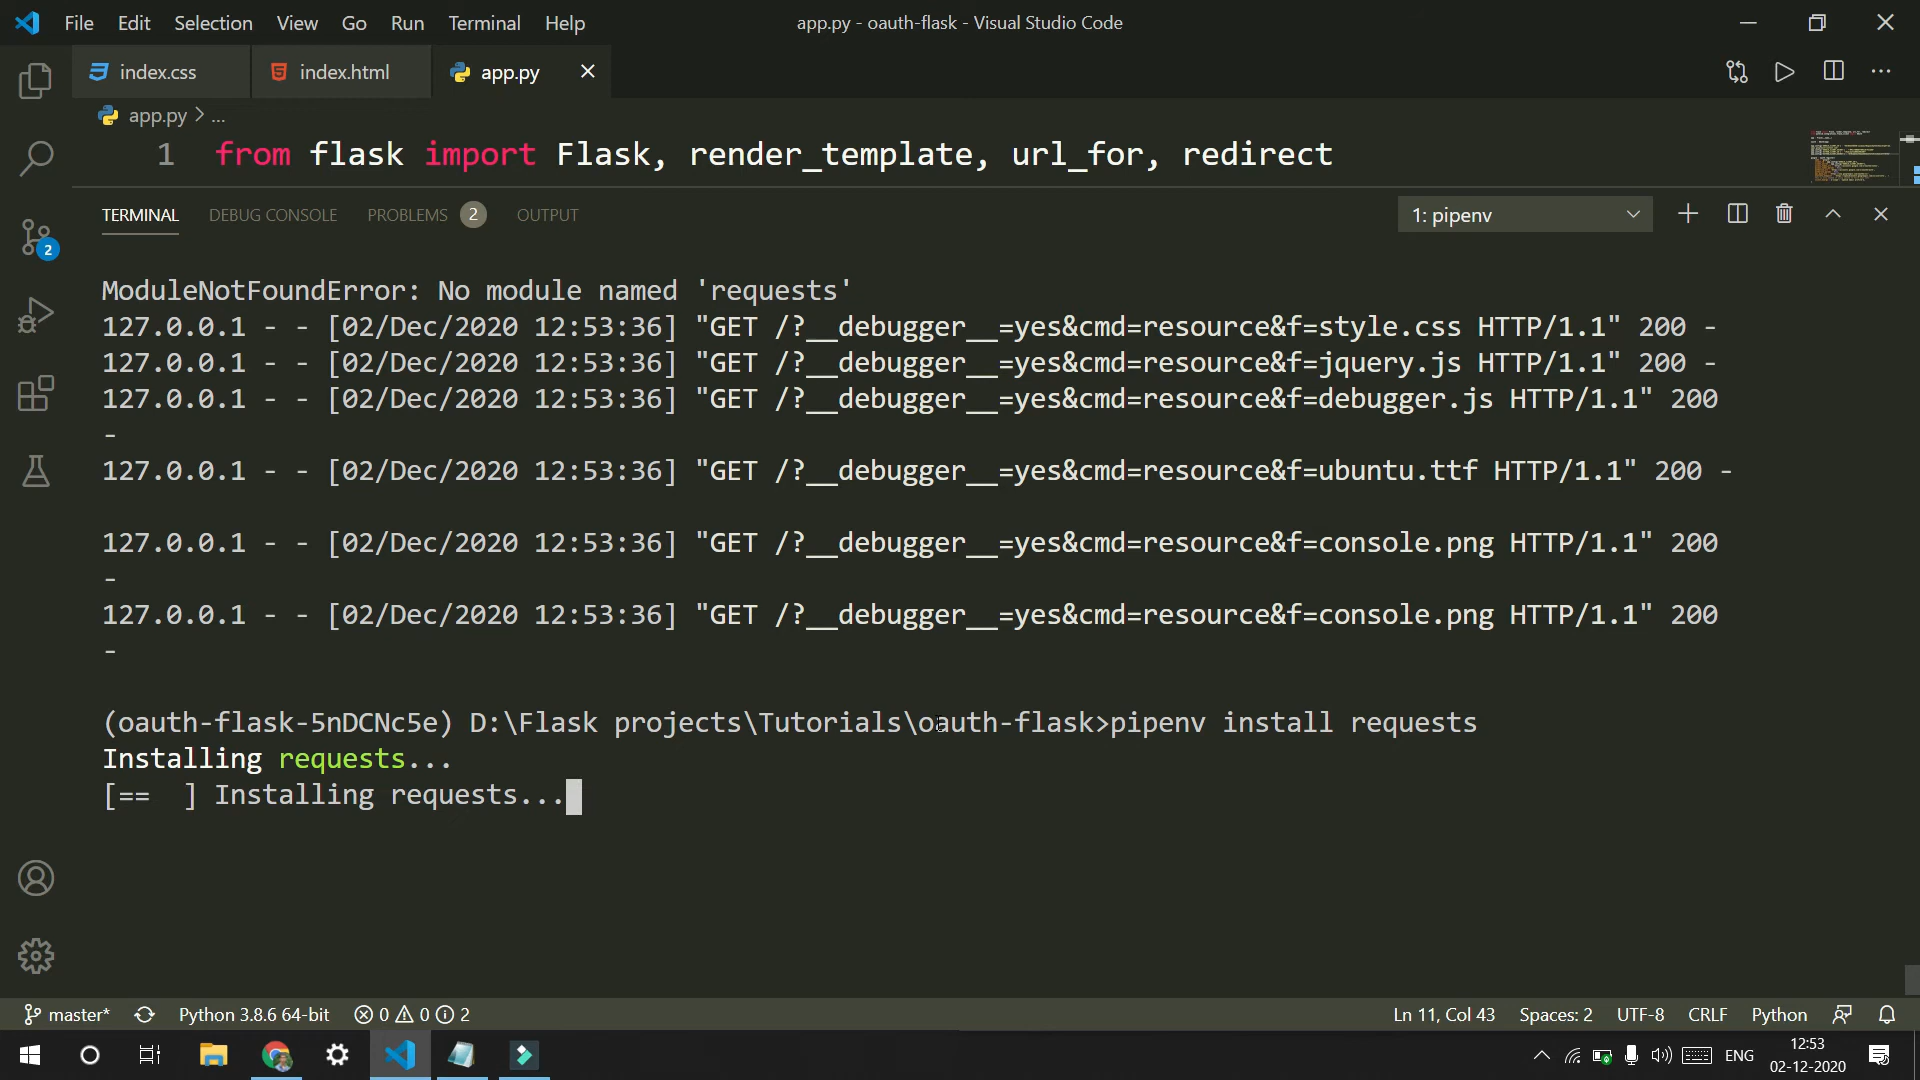 File Edit Selection View Go Run Terminal Help app.py - oauth-flask - Visual Studio Code
index.css index.html app.py
app.py > ...
1 from flask import Flask, render_template, url_for, redirect
TERMINAL DEBUG CONSOLE PROBLEMS 2 OUTPUT 1: pipenv
2
ModuleNotFoundError: No module named 'requests'
127.0.0.1 - - [02/Dec/2020 12:53:36] "GET /?__debugger__=yes&cmd=resource&f=style.css HTTP/1.1" 200 -
127.0.0.1 - - [02/Dec/2020 12:53:36] "GET /?__debugger__=yes&cmd=resource&f=jquery.js HTTP/1.1" 200 -
127.0.0.1 - - [02/Dec/2020 12:53:36] "GET /?__debugger__=yes&cmd=resource&f=debugger.js HTTP/1.1" 200
-
127.0.0.1 - - [02/Dec/2020 12:53:36] "GET /?__debugger__=yes&cmd=resource&f=ubuntu.ttf HTTP/1.1" 200 -
127.0.0.1 - - [02/Dec/2020 12:53:36] "GET /?__debugger__=yes&cmd=resource&f=console.png HTTP/1.1" 200
-
127.0.0.1 - - [02/Dec/2020 12:53:36] "GET /?__debugger__=yes&cmd=resource&f=console.png HTTP/1.1" 200
-
(oauth-flask-5nDCNc5e) D:\Flask projects\Tutorials\oauth-flask>pipenv install requests
Installing requests...
[==  ] Installing requests...
master* Python 3.8.6 64-bit 0 0 2 Ln 11, Col 43 Spaces: 2 UTF-8 CRLF Python
ENG 12:53
02-12-2020